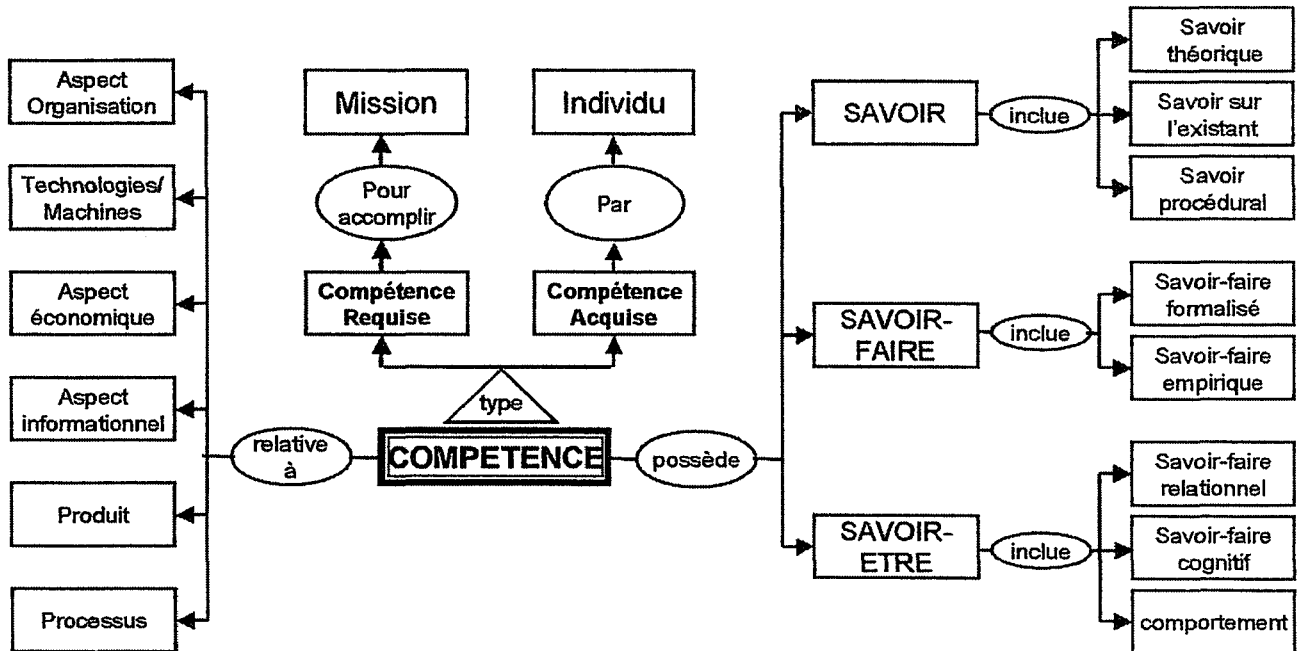 Aspect
Organisation
Technologies/
Machines
Aspect
économique
Aspect
informationnel
Produit
Processus
relative
à
Mission
Pour
accomplir
Compétence
Requise
Individu
Par
Compétence
Acquise
type
COMPETENCE
possède
SAVOIR
inclue
Savoir
théorique
Savoir sur
l'existant
Savoir
procédural
SAVOIR-
FAIRE
inclue
Savoir-faire
formalisé
Savoir-faire
empirique
SAVOIR-
ETRE
inclue
Savoir-faire
relationnel
Savoir-faire
cognitif
comportement